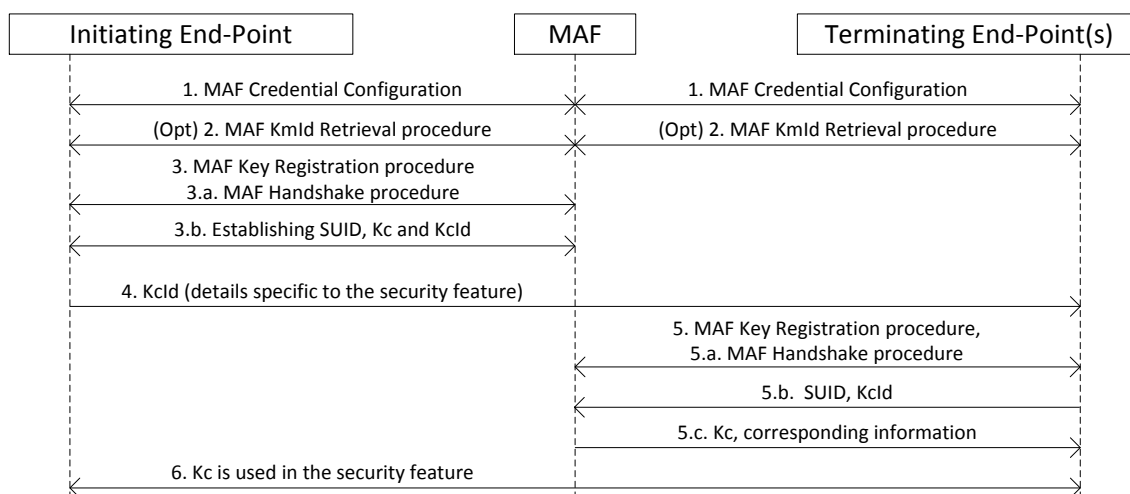 Initiating End-Point
MAF
Terminating End-Point(s)
1. MAF Credential Configuration
1. MAF Credential Configuration
(Opt) 2. MAF KmId Retrieval procedure
(Opt) 2. MAF KmId Retrieval procedure
3. MAF Key Registration procedure
3.a. MAF Handshake procedure
3.b. Establishing SUID, Kc and KcId
4. KcId (details specific to the security feature)
5. MAF Key Registration procedure,
5.a. MAF Handshake procedure
5.b. SUID, KcId
5.c. Kc, corresponding information
6. Kc is used in the security feature